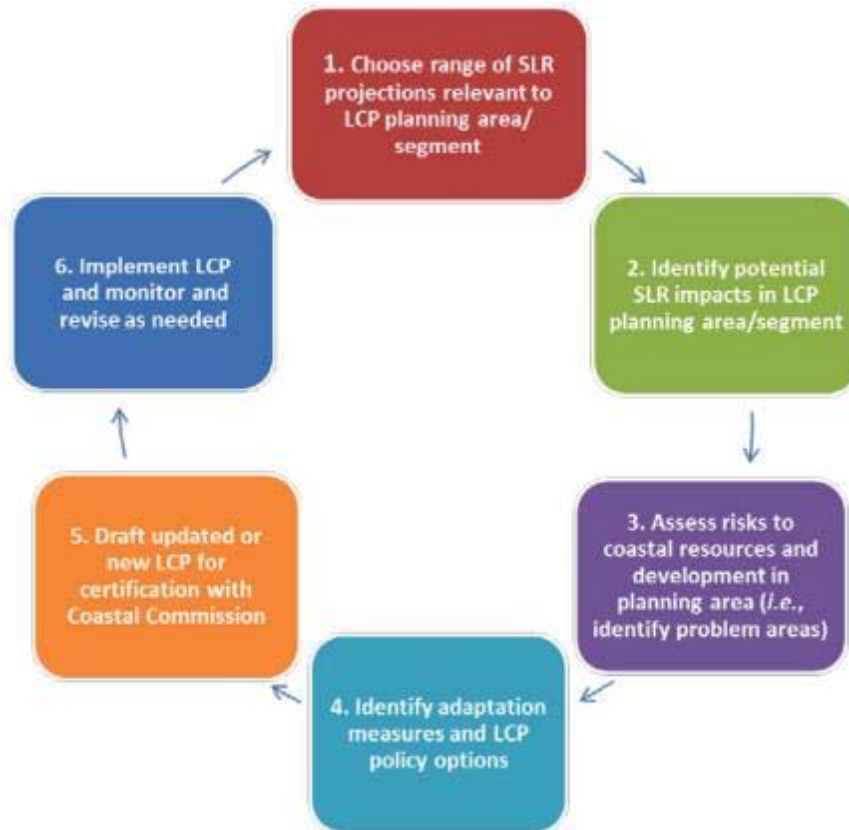 1. Choose range of SLR
projections relevant to
LCP planning area/
segment
2. Identify potential
SLR impacts in LCP
planning area/segment
3. Assess risks to
coastal resources and
development in
planning area (i.e.,
identify problem areas)
4. Identify adaptation
measures and LCP
policy options
5. Draft updated or
new LCP for
certification with
Coastal Commission
6. Implement LCP
and monitor and
revise as needed